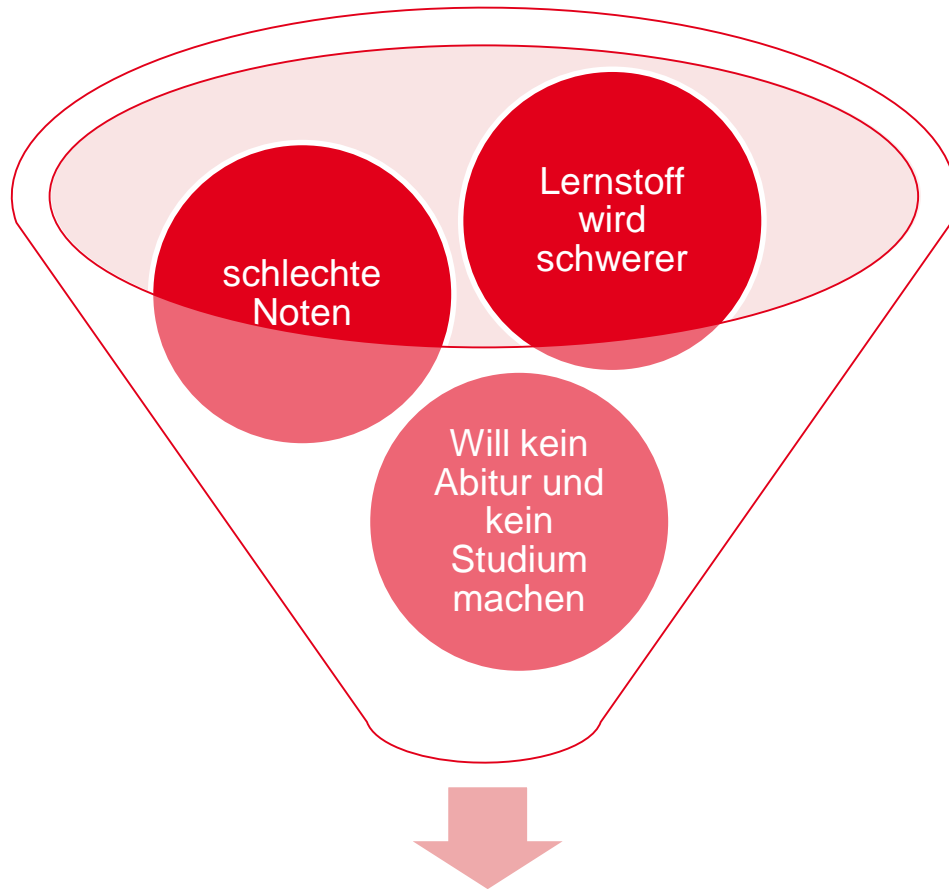 schlechte
Noten
Lernstoff
wird
schwerer
Will kein
Abitur und
kein
Studium
machen